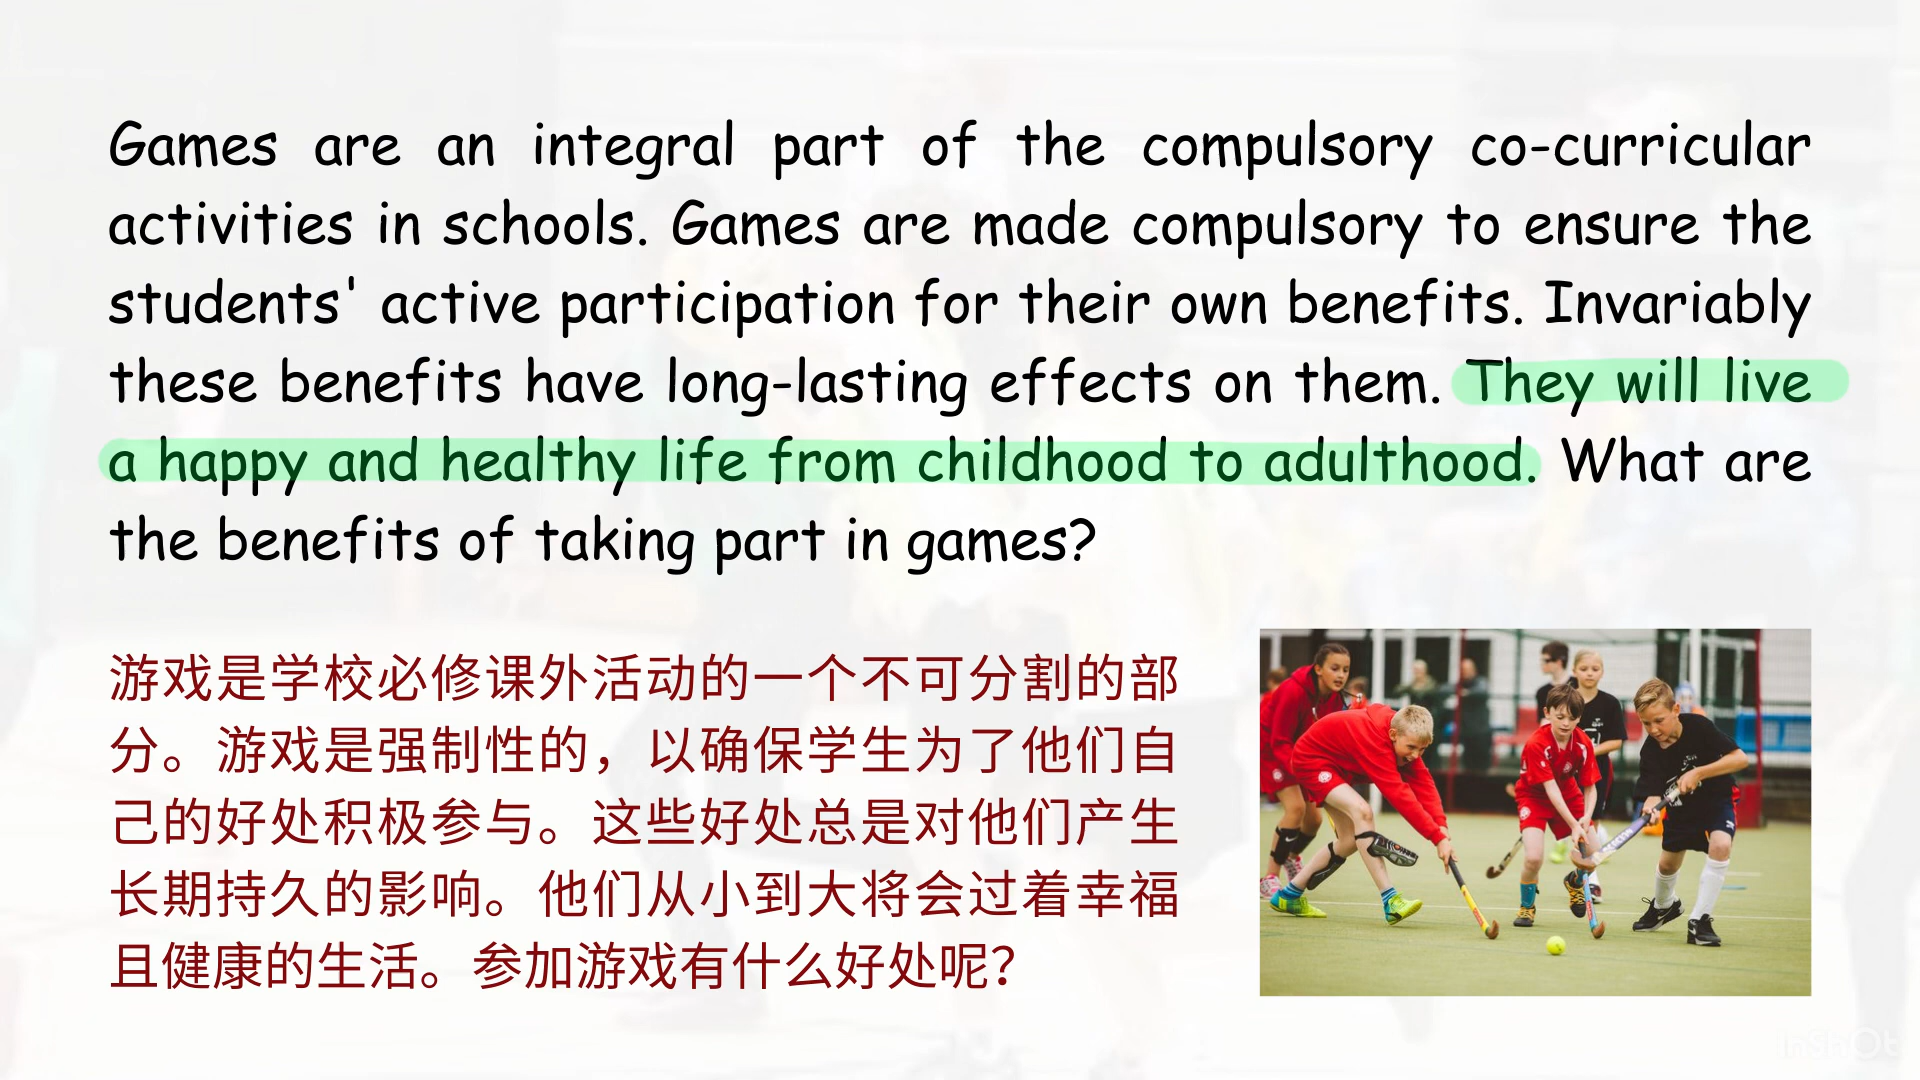 Games are an integral part of the compulsory co-curricular
activities in schools. Games are made compulsory to ensure the
students' active participation for their own benefits. Invariably
these benefits have long-lasting effects on them. They will live
a happy and healthy life from childhood to adulthood. What are
the benefits of taking part in games?
游戏是学校必修课外活动的一个不可分割的部
分。游戏是强制性的，以确保学生为了他们自
己的好处积极参与。这些好处总是对他们产生
长期持久的影响。他们从小到大将会过着幸福
且健康的生活。参加游戏有什么好处呢？
InShOt